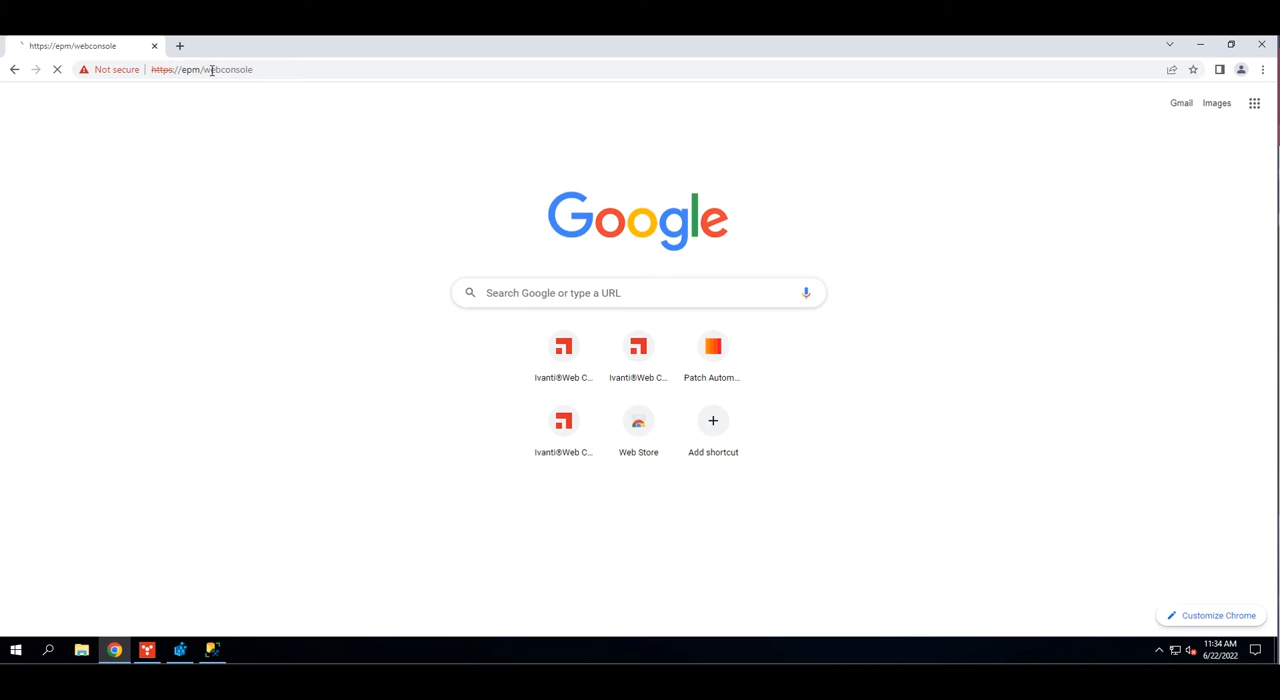 https://epm/webconsole
Not secure
https://epm/webconsole
Gmail
Images
Google
Search Google or type a URL
Ivanti®Web C...
Ivanti®Web C...
Patch Autom...
Ivanti®Web C...
Web Store
Add shortcut
Customize Chrome
11:34 AM
6/22/2022